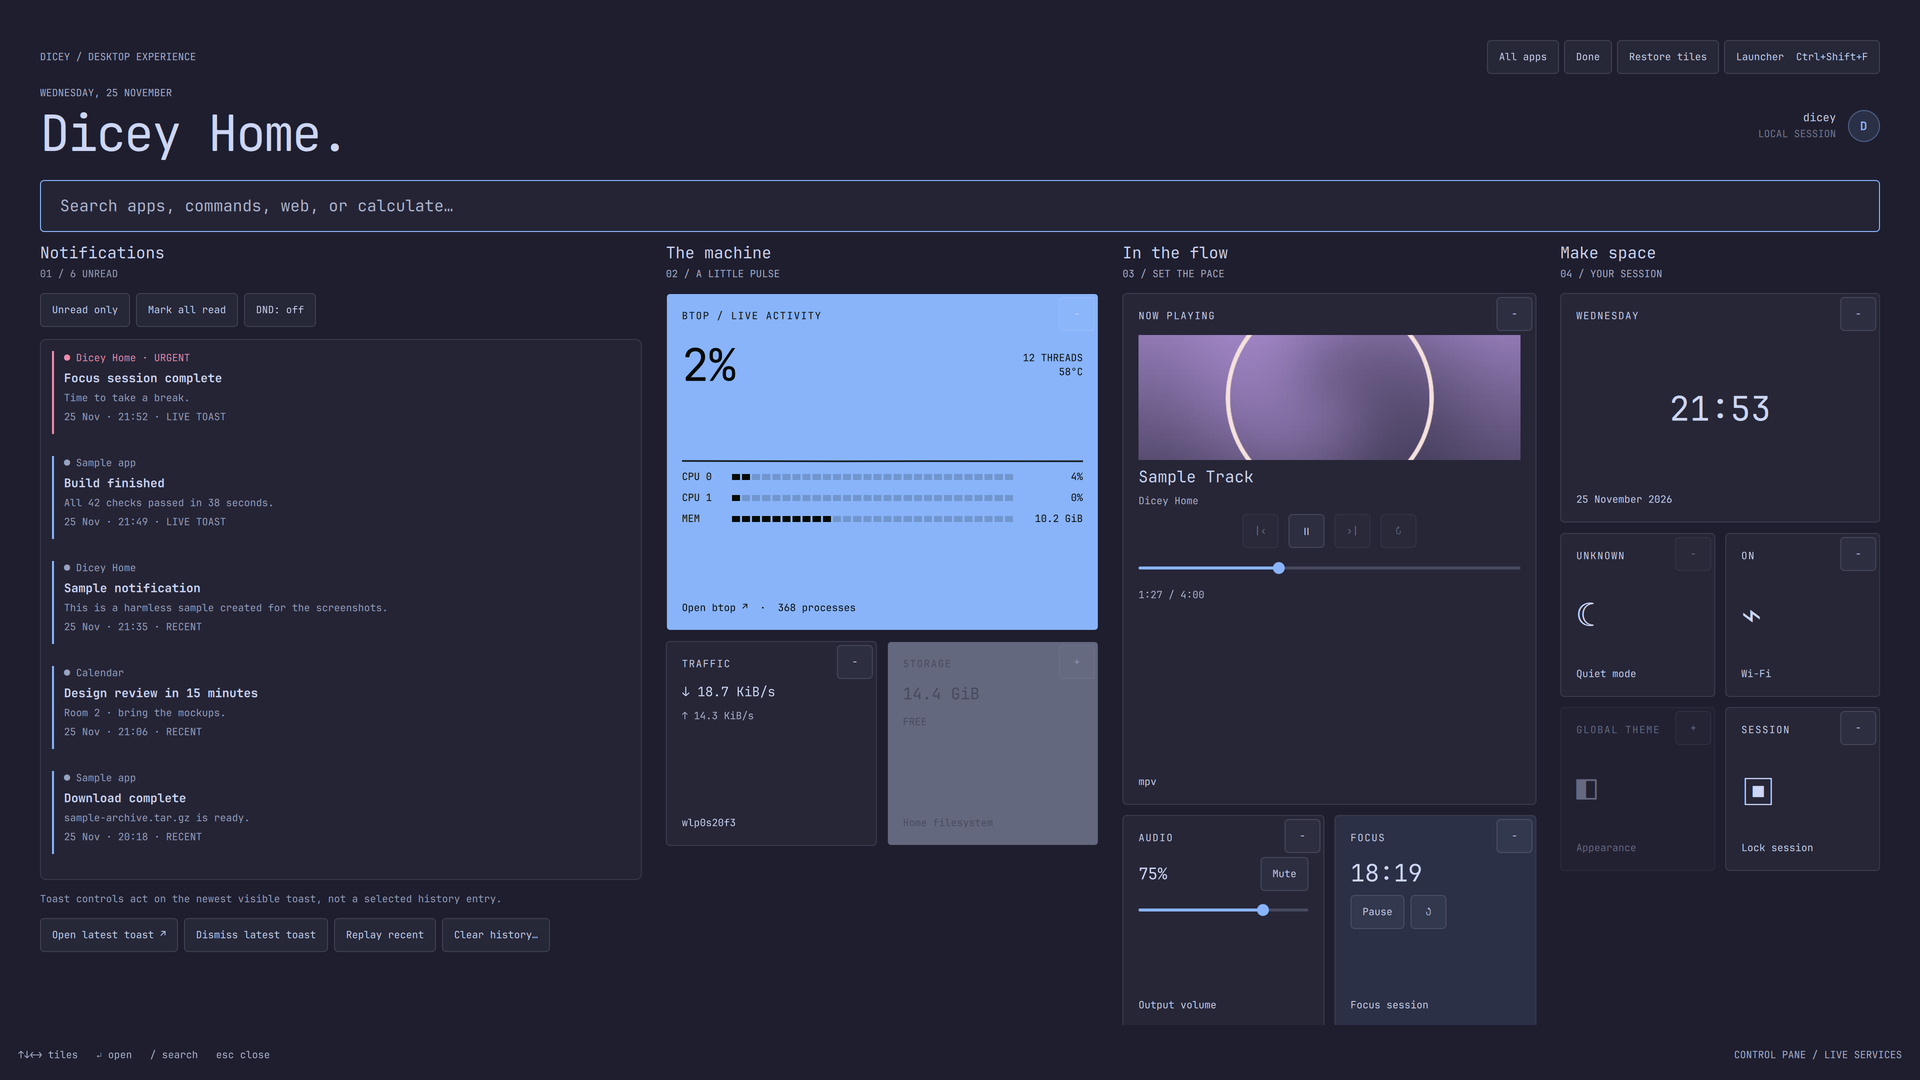 DICEY / DESKTOP EXPERIENCE
All apps
Done
Restore tiles
Launcher Ctrl+Shift+F
WEDNESDAY, 25 NOVEMBER
Dicey Home.
dicey
LOCAL SESSION
D
Search apps, commands, web, or calculate…
Notifications
01 / 6 UNREAD
Unread only
Mark all read
DND: off
Dicey Home · URGENT
Focus session complete
Time to take a break.
25 Nov · 21:52 · LIVE TOAST
Sample app
Build finished
All 42 checks passed in 38 seconds.
25 Nov · 21:49 · LIVE TOAST
Dicey Home
Sample notification
This is a harmless sample created for the screenshots.
25 Nov · 21:35 · RECENT
Calendar
Design review in 15 minutes
Room 2 · bring the mockups.
25 Nov · 21:06 · RECENT
Sample app
Download complete
sample-archive.tar.gz is ready.
25 Nov · 20:18 · RECENT
Toast controls act on the newest visible toast, not a selected history entry.
Open latest toast ↗
Dismiss latest toast
Replay recent
Clear history…
The machine
02 / A LITTLE PULSE
BTOP / LIVE ACTIVITY
-
2%
12 THREADS
58°C
CPU 0 4%
CPU 1 0%
MEM 10.2 GiB
Open btop ↗ · 368 processes
TRAFFIC
-
↓ 18.7 KiB/s
↑ 14.3 KiB/s
wlp0s20f3
STORAGE
+
14.4 GiB
FREE
Home filesystem
In the flow
03 / SET THE PACE
NOW PLAYING
-
Sample Track
Dicey Home
1:27 / 4:00
mpv
AUDIO
-
75%
Mute
Output volume
FOCUS
-
18:19
Pause
Focus session
Make space
04 / YOUR SESSION
WEDNESDAY
-
21:53
25 November 2026
UNKNOWN
-
Quiet mode
ON
-
Wi-Fi
GLOBAL THEME
+
Appearance
SESSION
-
Lock session
↑↓←→ tiles
↵ open
/ search
esc close
CONTROL PANE / LIVE SERVICES